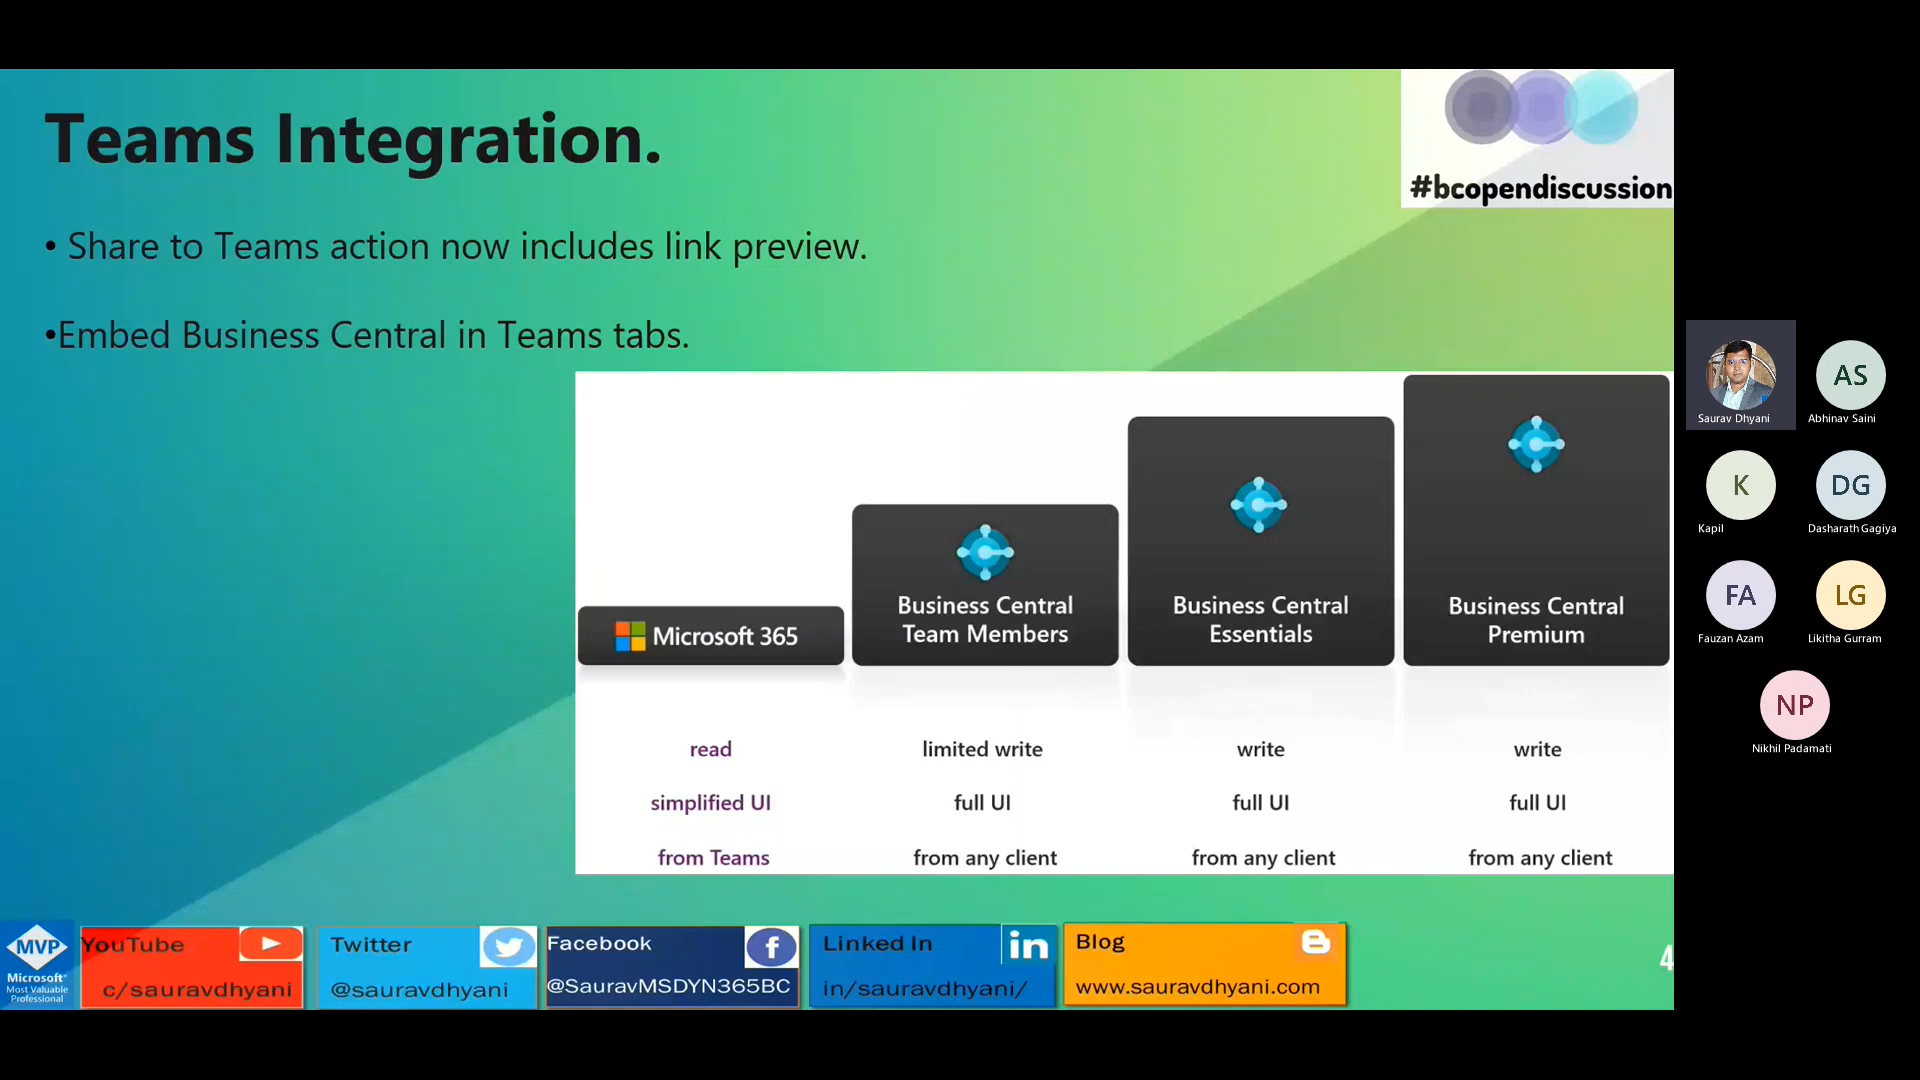 Teams Integration.
#bcopendiscussion
• Share to Teams action now includes link preview.
•Embed Business Central in Teams tabs.
Microsoft 365
Business Central
Team Members
Business Central
Essentials
Business Central
Premium
read
limited write
write
write
simplified UI
full UI
full UI
full UI
from Teams
from any client
from any client
from any client
MVP
Microsoft®
Most Valuable
Professional
YouTube
c/sauravdhyani
Twitter
@sauravdhyani
Facebook
f
@SauravMSDYN365BC
Linked In
in
in/sauravdhyani/
Blog
www.sauravdhyani.com
4
Saurav Dhyani
AS
Abhinav Saini
K
Kapil
DG
Dasharath Gagiya
FA
Fauzan Azam
LG
Likitha Gurram
NP
Nikhil Padamati